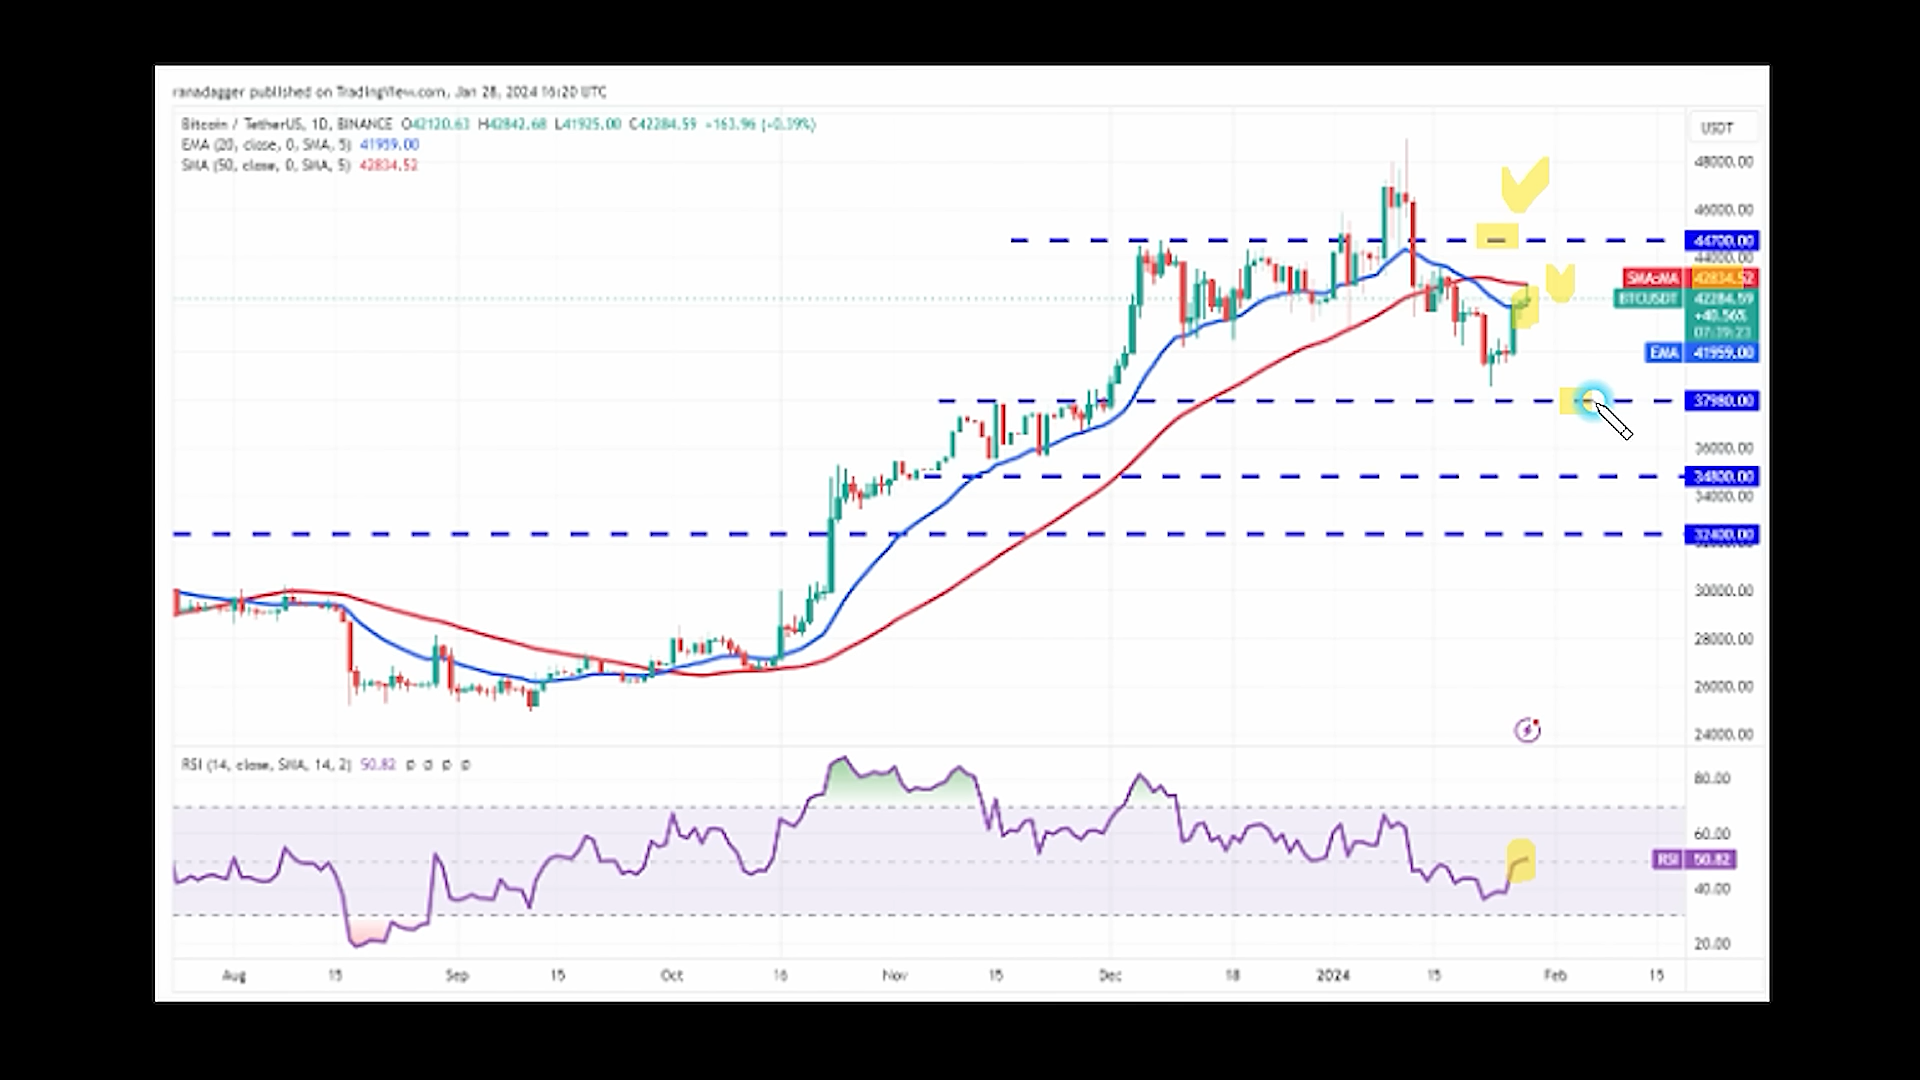 ranadagger published on TradingView.com, Jan 28, 2024 16:20 UTC
Bitcoin / TetherUS, 1D, BINANCE O42120.63 H42842.68 L41925.00 C42284.59 +163.96 (+0.39%)
EMA (20, close, 0, SMA, 5) 41959.00
SMA (50, close, 0, SMA, 5) 42834.52
USDT
48000.00
46000.00
44700.00
44000.00
SMA:MA 42834.52
BTCUSDT 42284.59
+40.56%
07:39:23
EMA 41959.00
37980.00
36000.00
34800.00
34000.00
32400.00
30000.00
28000.00
26000.00
24000.00
RSI (14, close, SMA, 14, 2) 50.82
80.00
60.00
RSI 50.82
40.00
20.00
Aug 15 Sep 15 Oct 16 Nov 15 Dec 18 2024 15 Feb 15